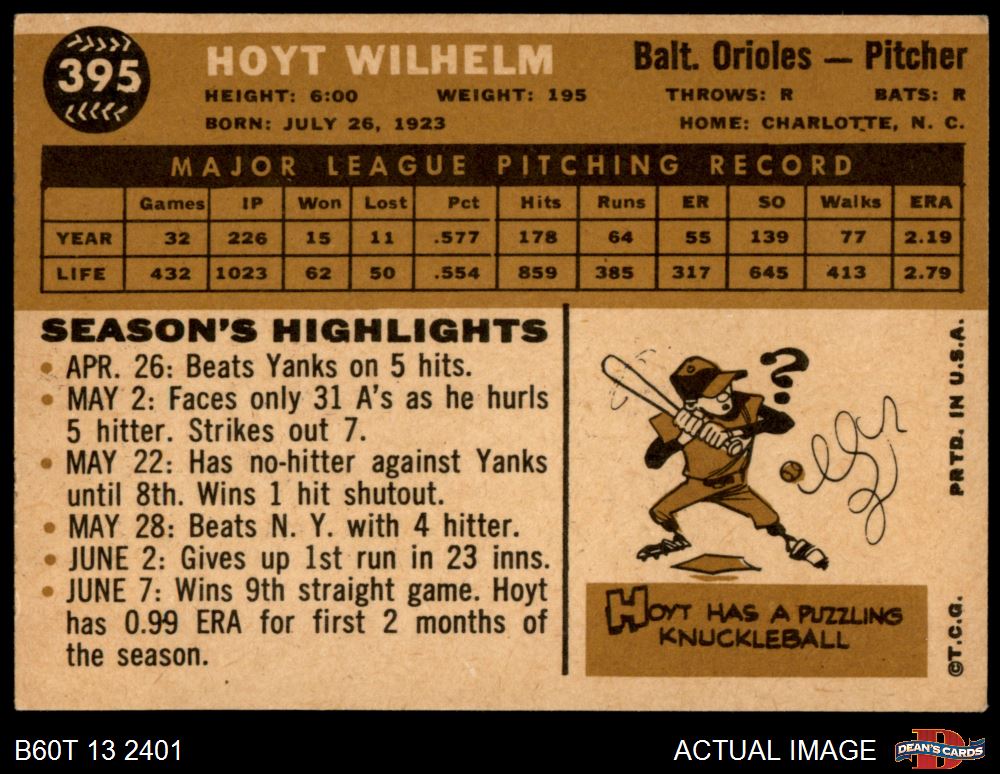 395
HOYT WILHELM
Balt. Orioles — Pitcher
HEIGHT: 6:00 WEIGHT: 195 THROWS: R BATS: R
BORN: JULY 26, 1923 HOME: CHARLOTTE, N. C.
MAJOR LEAGUE PITCHING RECORD
Games IP Won Lost Pct Hits Runs ER SO Walks ERA
YEAR 32 226 15 11 .577 178 64 55 139 77 2.19
LIFE 432 1023 62 50 .554 859 385 317 645 413 2.79
SEASON'S HIGHLIGHTS
• APR. 26: Beats Yanks on 5 hits.
• MAY 2: Faces only 31 A's as he hurls
5 hitter. Strikes out 7.
• MAY 22: Has no-hitter against Yanks
until 8th. Wins 1 hit shutout.
• MAY 28: Beats N. Y. with 4 hitter.
• JUNE 2: Gives up 1st run in 23 inns.
• JUNE 7: Wins 9th straight game. Hoyt
has 0.99 ERA for first 2 months of
the season.
?
HOYT HAS A PUZZLING
KNUCKLEBALL
PRTD. IN U.S.A.
©T.C.G.
B60T 13 2401
ACTUAL IMAGE
D
DEAN'S CARDS